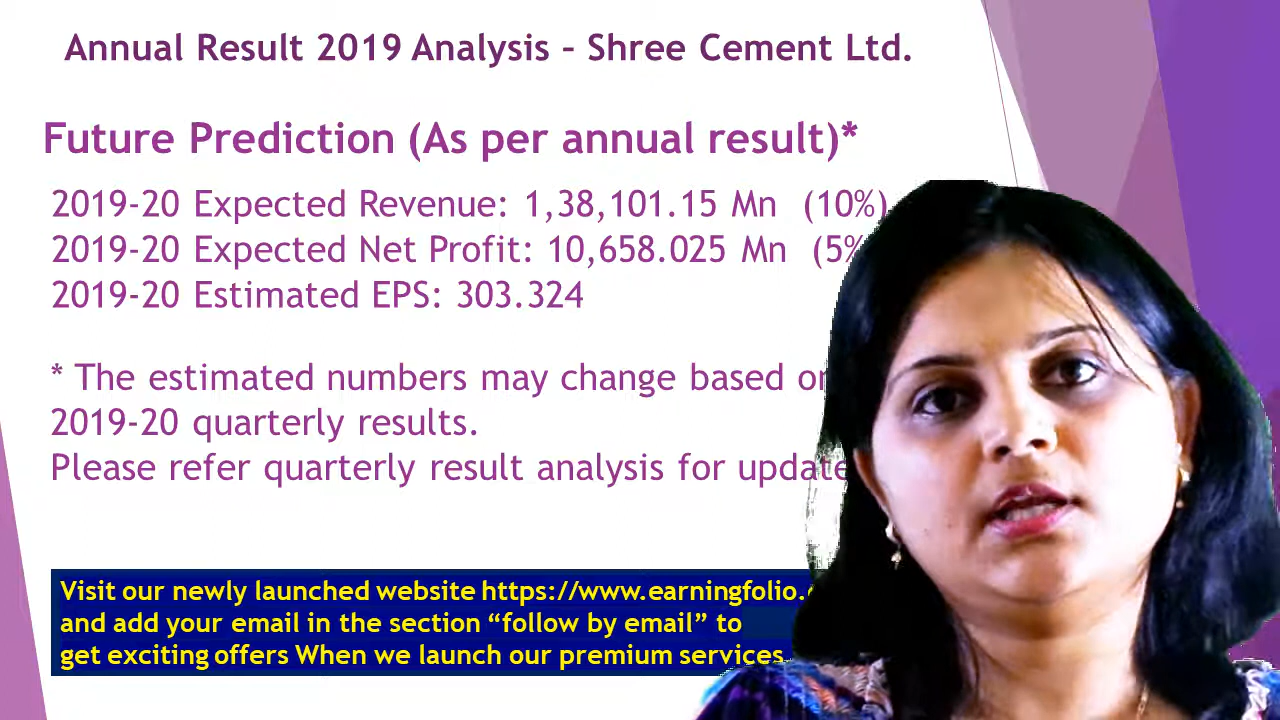 Annual Result 2019 Analysis – Shree Cement Ltd.
Future Prediction (As per annual result)*
2019-20 Expected Revenue: 1,38,101.15 Mn (10%)
2019-20 Expected Net Profit: 10,658.025 Mn (5%
2019-20 Estimated EPS: 303.324
* The estimated numbers may change based on
2019-20 quarterly results.
Please refer quarterly result analysis for update
Visit our newly launched website https://www.earningfolio.
and add your email in the section “follow by email” to
get exciting offers When we launch our premium services.